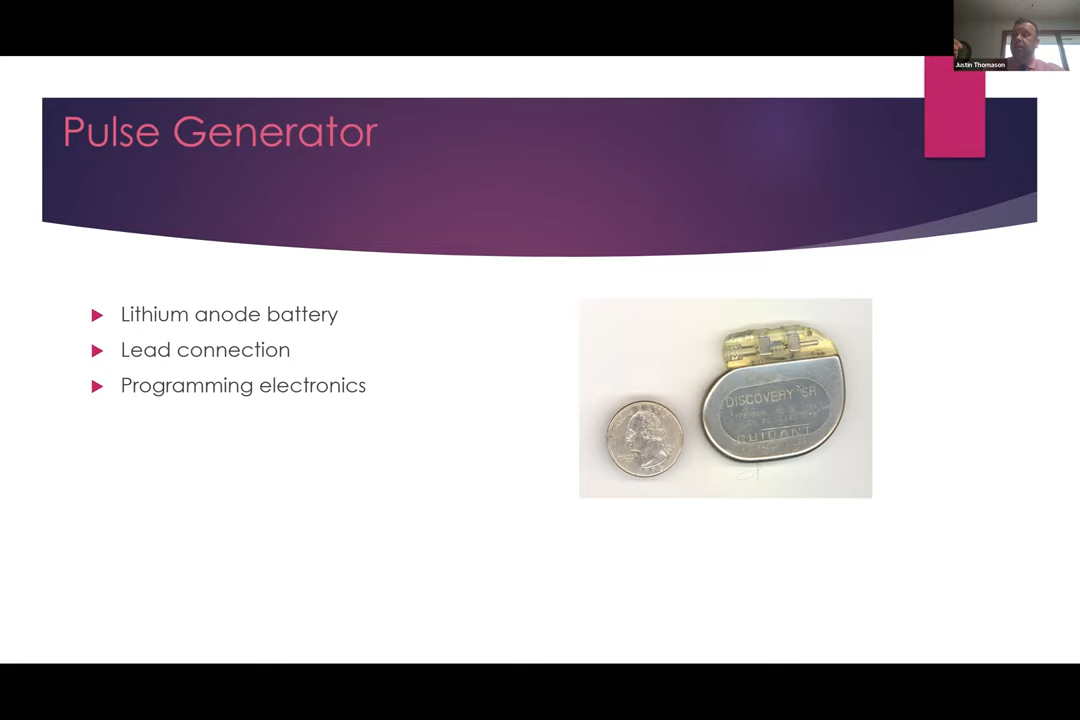 Justin Thomason
Pulse Generator
Lithium anode battery
Lead connection
Programming electronics
DISCOVERY SR
GUIDANT